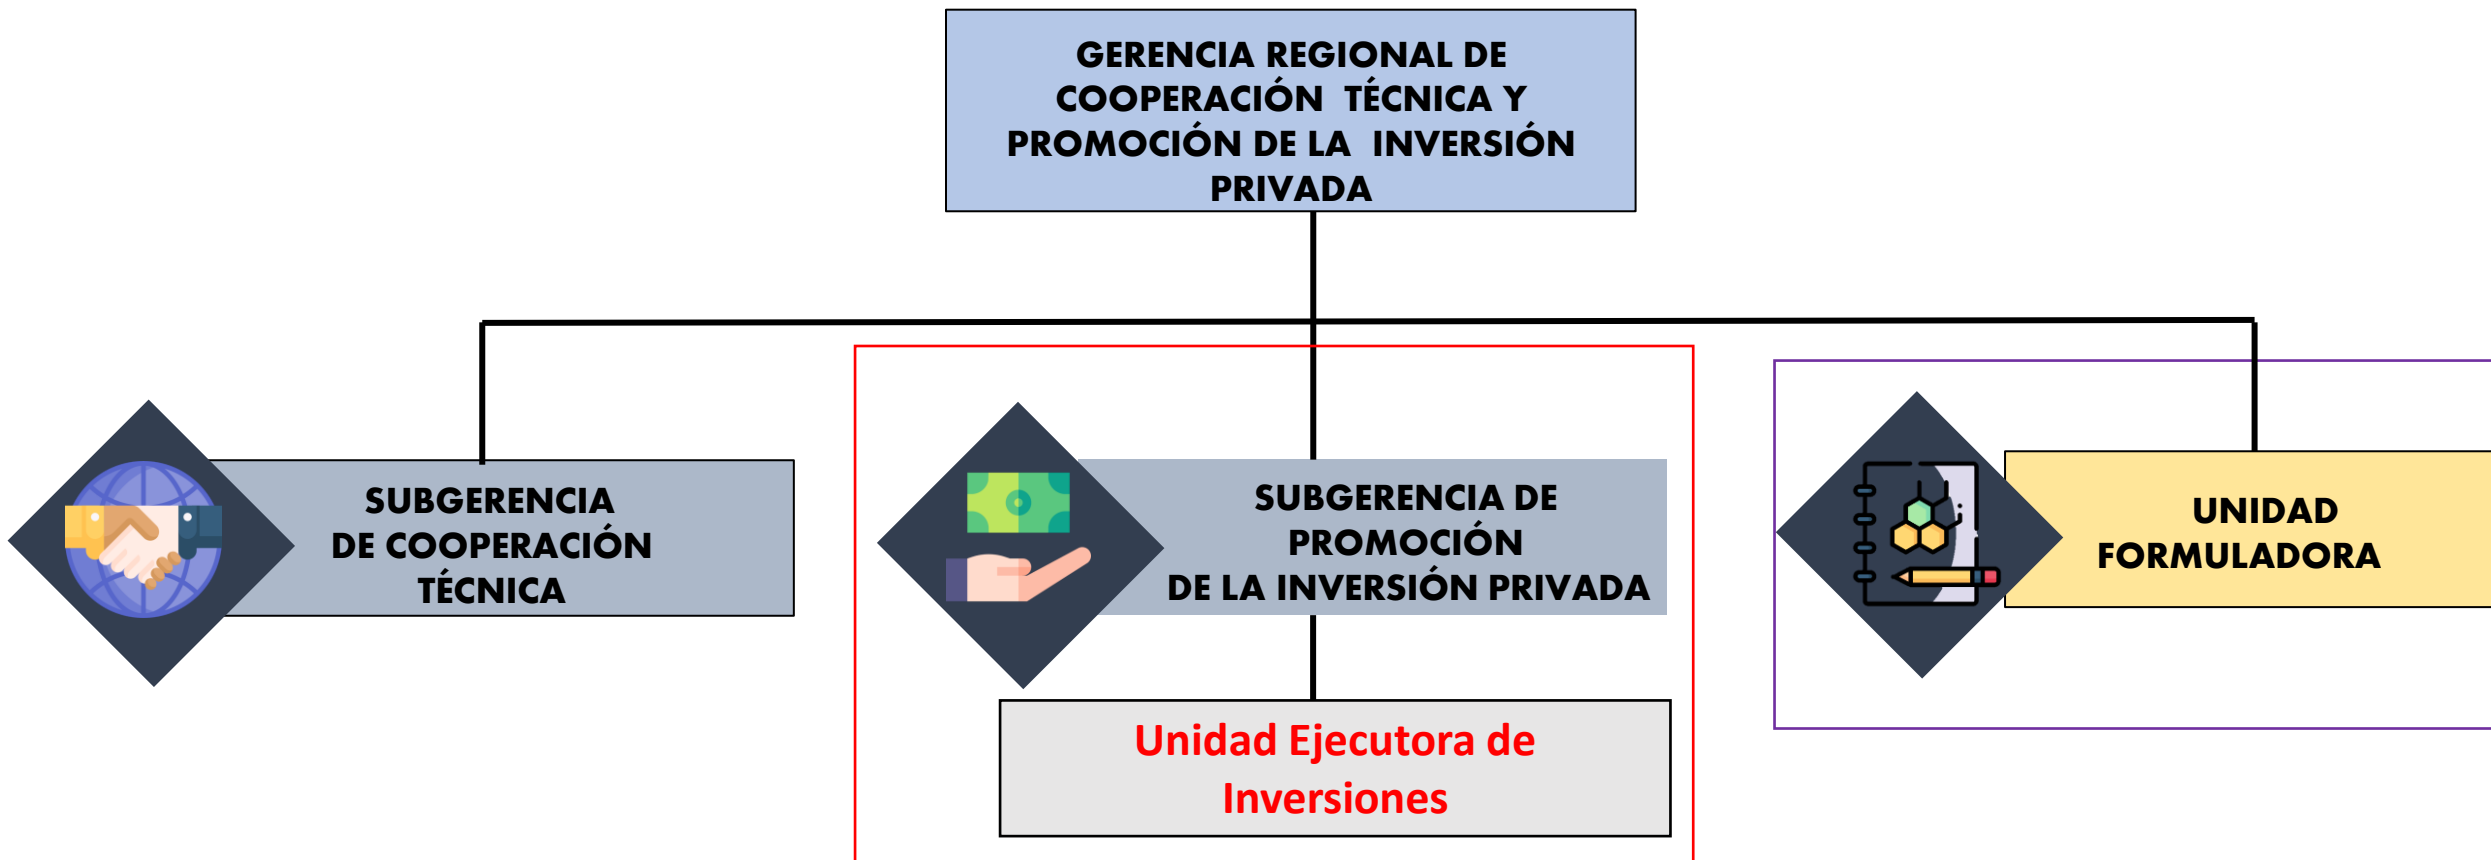 GERENCIA REGIONAL DE
COOPERACIÓN TÉCNICA Y
PROMOCIÓN DE LA INVERSIÓN
PRIVADA
SUBGERENCIA
DE COOPERACIÓN
TÉCNICA
SUBGERENCIA DE
PROMOCIÓN
DE LA INVERSIÓN PRIVADA
UNIDAD
FORMULADORA
Unidad Ejecutora de
Inversiones